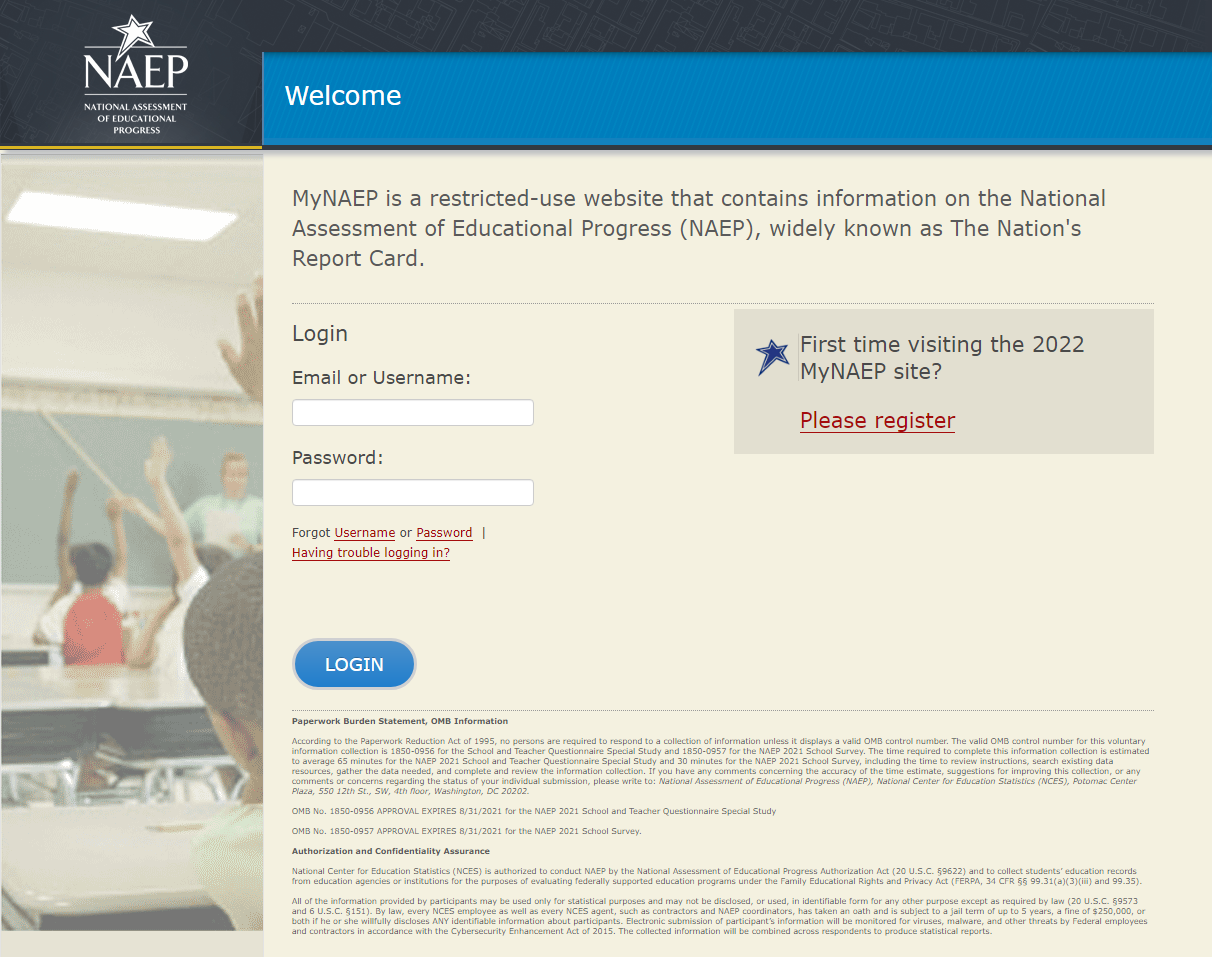 NAEP
NATIONAL ASSESSMENT
OF EDUCATIONAL
PROGRESS
Welcome
MyNAEP is a restricted-use website that contains information on the National
Assessment of Educational Progress (NAEP), widely known as The Nation's
Report Card.
Login
Email or Username:
Password:
Forgot Username or Password |
Having trouble logging in?
LOGIN
First time visiting the 2022
MyNAEP site?
Please register
Paperwork Burden Statement, OMB Information
According to the Paperwork Reduction Act of 1995, no persons are required to respond to a collection of information unless it displays a valid OMB control number. The valid OMB control number for this voluntary
information collection is 1850-0956 for the School and Teacher Questionnaire Special Study and 1850-0957 for the NAEP 2021 School Survey. The time required to complete this information collection is estimated
to average 65 minutes for the NAEP 2021 School and Teacher Questionnaire Special Study and 30 minutes for the NAEP 2021 School Survey, including the time to review instructions, search existing data
resources, gather the data needed, and complete and review the information collection. If you have any comments concerning the accuracy of the time estimate, suggestions for improving this collection, or any
comments or concerns regarding the status of your individual submission, please write to: National Assessment of Educational Progress (NAEP), National Center for Education Statistics (NCES), Potomac Center
Plaza, 550 12th St., SW, 4th floor, Washington, DC 20202.
OMB No. 1850-0956 APPROVAL EXPIRES 8/31/2021 for the NAEP 2021 School and Teacher Questionnaire Special Study
OMB No. 1850-0957 APPROVAL EXPIRES 8/31/2021 for the NAEP 2021 School Survey.
Authorization and Confidentiality Assurance
National Center for Education Statistics (NCES) is authorized to conduct NAEP by the National Assessment of Educational Progress Authorization Act (20 U.S.C. §9622) and to collect students' education records
from education agencies or institutions for the purposes of evaluating federally supported education programs under the Family Educational Rights and Privacy Act (FERPA, 34 CFR §§ 99.31(a)(3)(iii) and 99.35).
All of the information provided by participants may be used only for statistical purposes and may not be disclosed, or used, in identifiable form for any other purpose except as required by law (20 U.S.C. §9573
and 6 U.S.C. §151). By law, every NCES employee as well as every NCES agent, such as contractors and NAEP coordinators, has taken an oath and is subject to a jail term of up to 5 years, a fine of $250,000, or
both if he or she willfully discloses ANY identifiable information about participants. Electronic submission of participant's information will be monitored for viruses, malware, and other threats by Federal employees
and contractors in accordance with the Cybersecurity Enhancement Act of 2015. The collected information will be combined across respondents to produce statistical reports.